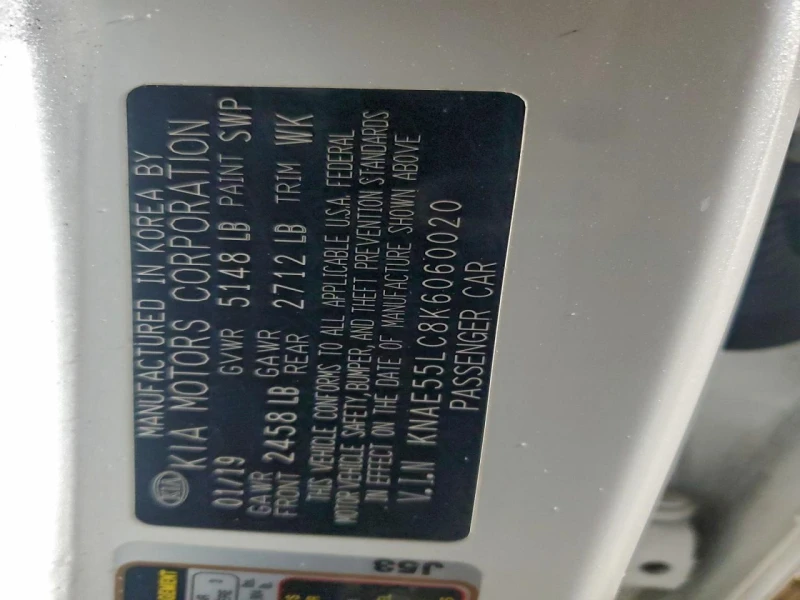 KIA
MANUFACTURED IN KOREA BY
KIA MOTORS CORPORATION
01/19 GVWR 5148 LB PAINT SWP
GAWR FRONT 2458 LB GAWR REAR 2712 LB TRIM WK
THIS VEHICLE CONFORMS TO ALL APPLICABLE U.S.A. FEDERAL
MOTOR VEHICLE SAFETY, BUMPER, AND THEFT PREVENTION STANDARDS
IN EFFECT ON THE DATE OF MANUFACTURE SHOWN ABOVE
V.I.N KNAE55LC8K6060020
PASSENGER CAR
J53